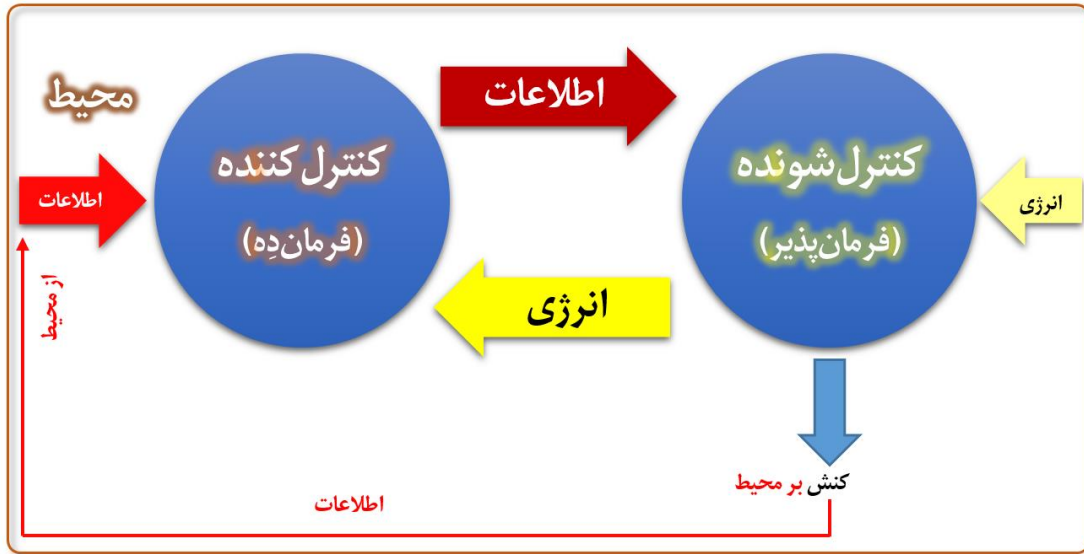 محیط
اطلاعات
کنترل کننده
(فرمان‌دِه)
اطلاعات
انرژی
کنترل‌شونده
(فرمان‌پذیر)
انرژی
از محیط
کنش بر محیط
اطلاعات